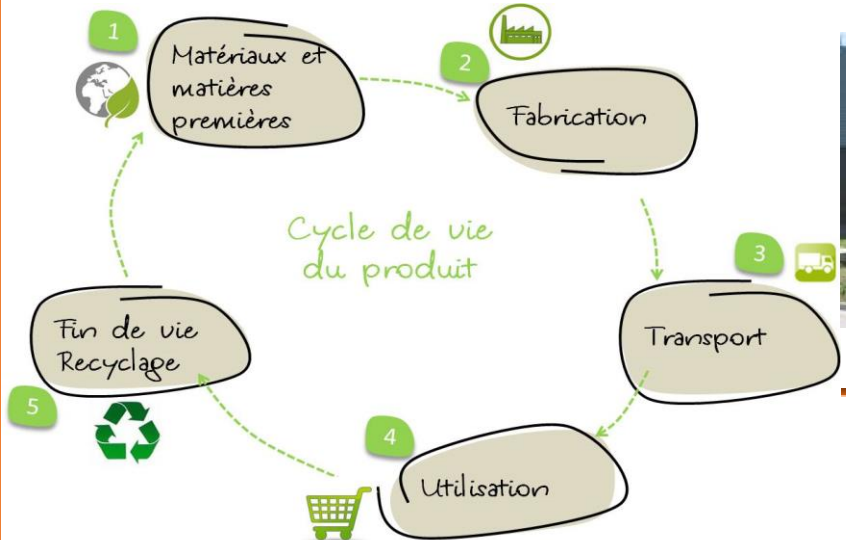 1
Matériaux et
matières
premières
2
Fabrication
Cycle de vie
du produit
3
Transport
Fin de vie
Recyclage
5
4
Utilisation